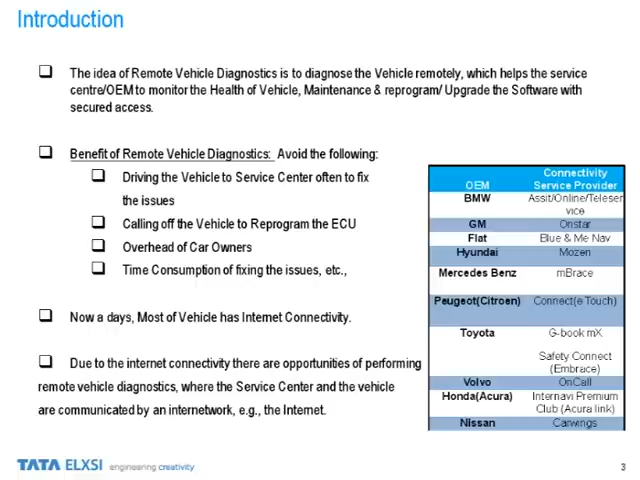 Introduction
The idea of Remote Vehicle Diagnostics is to diagnose the Vehicle remotely, which helps the service
centre/OEM to monitor the Health of Vehicle, Maintenance & reprogram/ Upgrade the Software with
secured access.
Benefit of Remote Vehicle Diagnostics: Avoid the following:
Driving the Vehicle to Service Center often to fix
the issues
Calling off the Vehicle to Reprogram the ECU
Overhead of Car Owners
Time Consumption of fixing the issues, etc.,
Now a days, Most of Vehicle has Internet Connectivity.
Due to the internet connectivity there are opportunities of performing
remote vehicle diagnostics, where the Service Center and the vehicle
are communicated by an internetwork, e.g., the Internet.
OEM Connectivity
Service Provider
BMW Assit/Online/Teleser
vice
GM Onstar
Fiat Blue & Me Nav
Hyundai Mozen
Mercedes Benz mBrace
Peugeot(Citroen) Connect(e Touch)
Toyota G-book mX
Safety Connect
(Embrace)
Volvo OnCall
Honda(Acura) Internavi Premium
Club (Acura link)
Nissan Carwings
TATA ELXSI engineering creativity
3